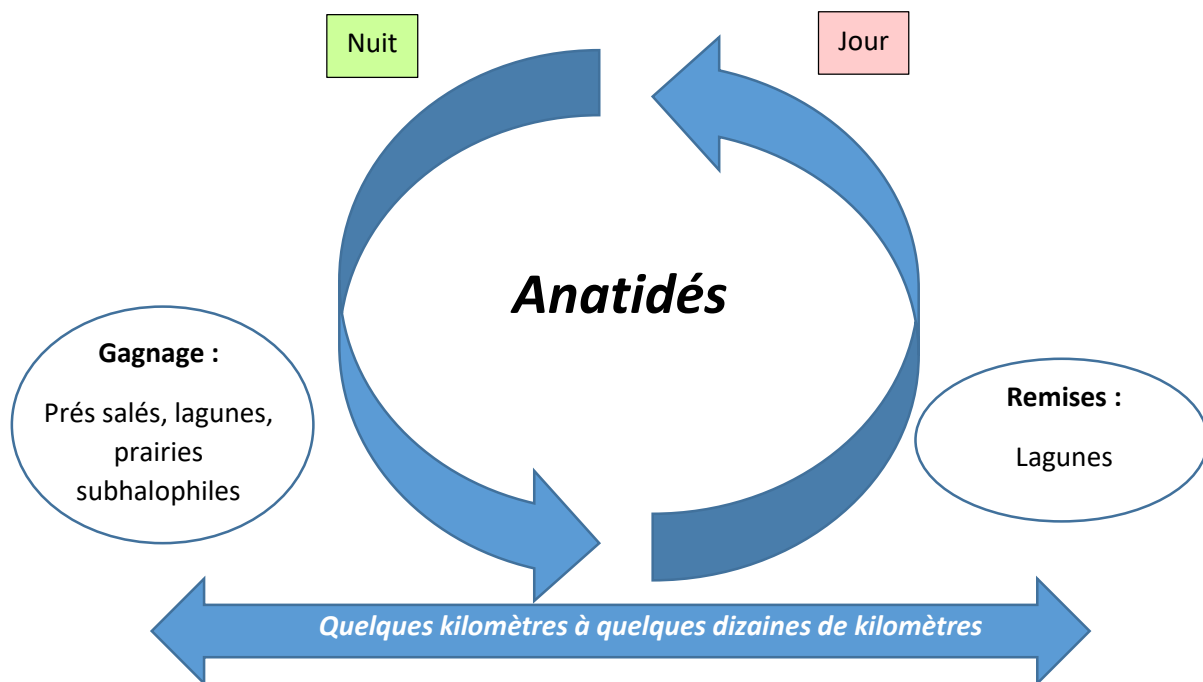 Nuit
Jour
Anatidés
Gagnage :
Prés salés, lagunes,
prairies
subhalophiles
Remises :
Lagunes
Quelques kilomètres à quelques dizaines de kilomètres